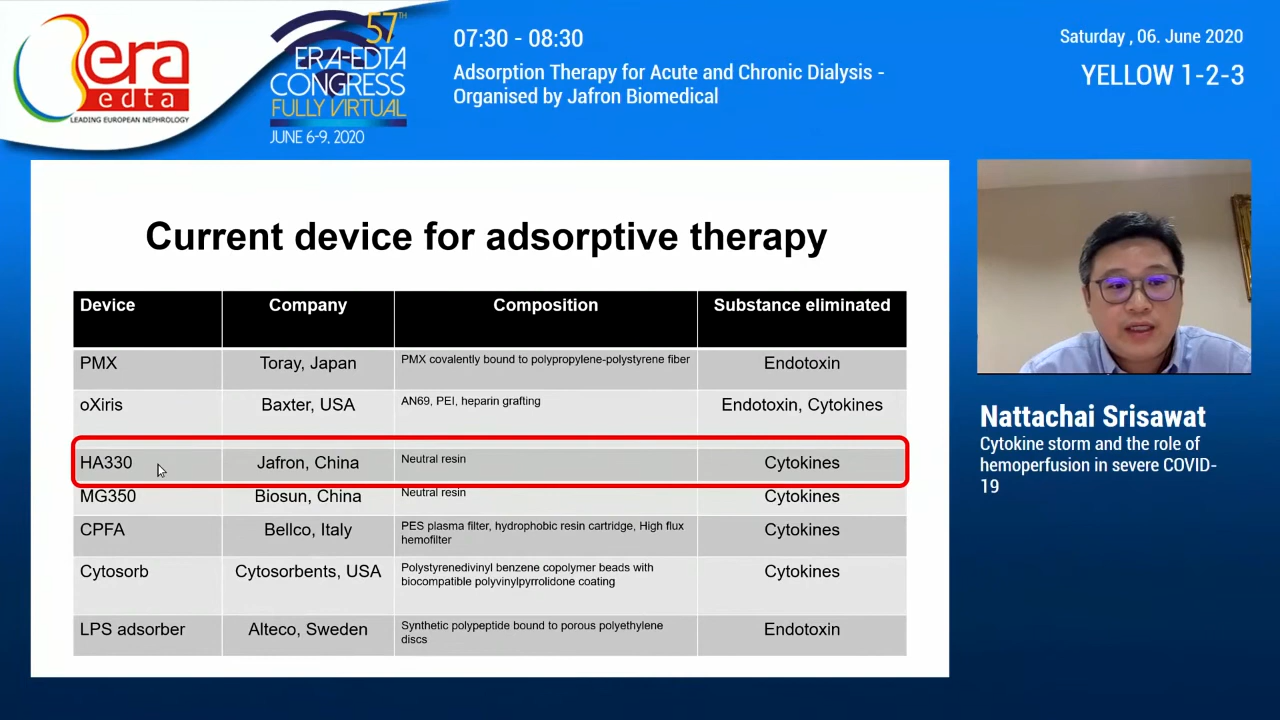 era
edta
LEADING EUROPEAN NEPHROLOGY
57TH
ERA-EDTA
CONGRESS
FULLY VIRTUAL
JUNE 6-9, 2020
07:30 - 08:30
Adsorption Therapy for Acute and Chronic Dialysis -
Organised by Jafron Biomedical
Saturday , 06. June 2020
YELLOW 1-2-3
Current device for adsorptive therapy
Device Company Composition Substance eliminated
PMX Toray, Japan PMX covalently bound to polypropylene-polystyrene fiber Endotoxin
oXiris Baxter, USA AN69, PEI, heparin grafting Endotoxin, Cytokines
HA330 Jafron, China Neutral resin Cytokines
MG350 Biosun, China Neutral resin Cytokines
CPFA Bellco, Italy PES plasma filter, hydrophobic resin cartridge, High flux
hemofilter Cytokines
Cytosorb Cytosorbents, USA Polystyrenedivinyl benzene copolymer beads with
biocompatible polyvinylpyrrolidone coating Cytokines
LPS adsorber Alteco, Sweden Synthetic polypeptide bound to porous polyethylene
discs Endotoxin
Nattachai Srisawat
Cytokine storm and the role of
hemoperfusion in severe COVID-
19